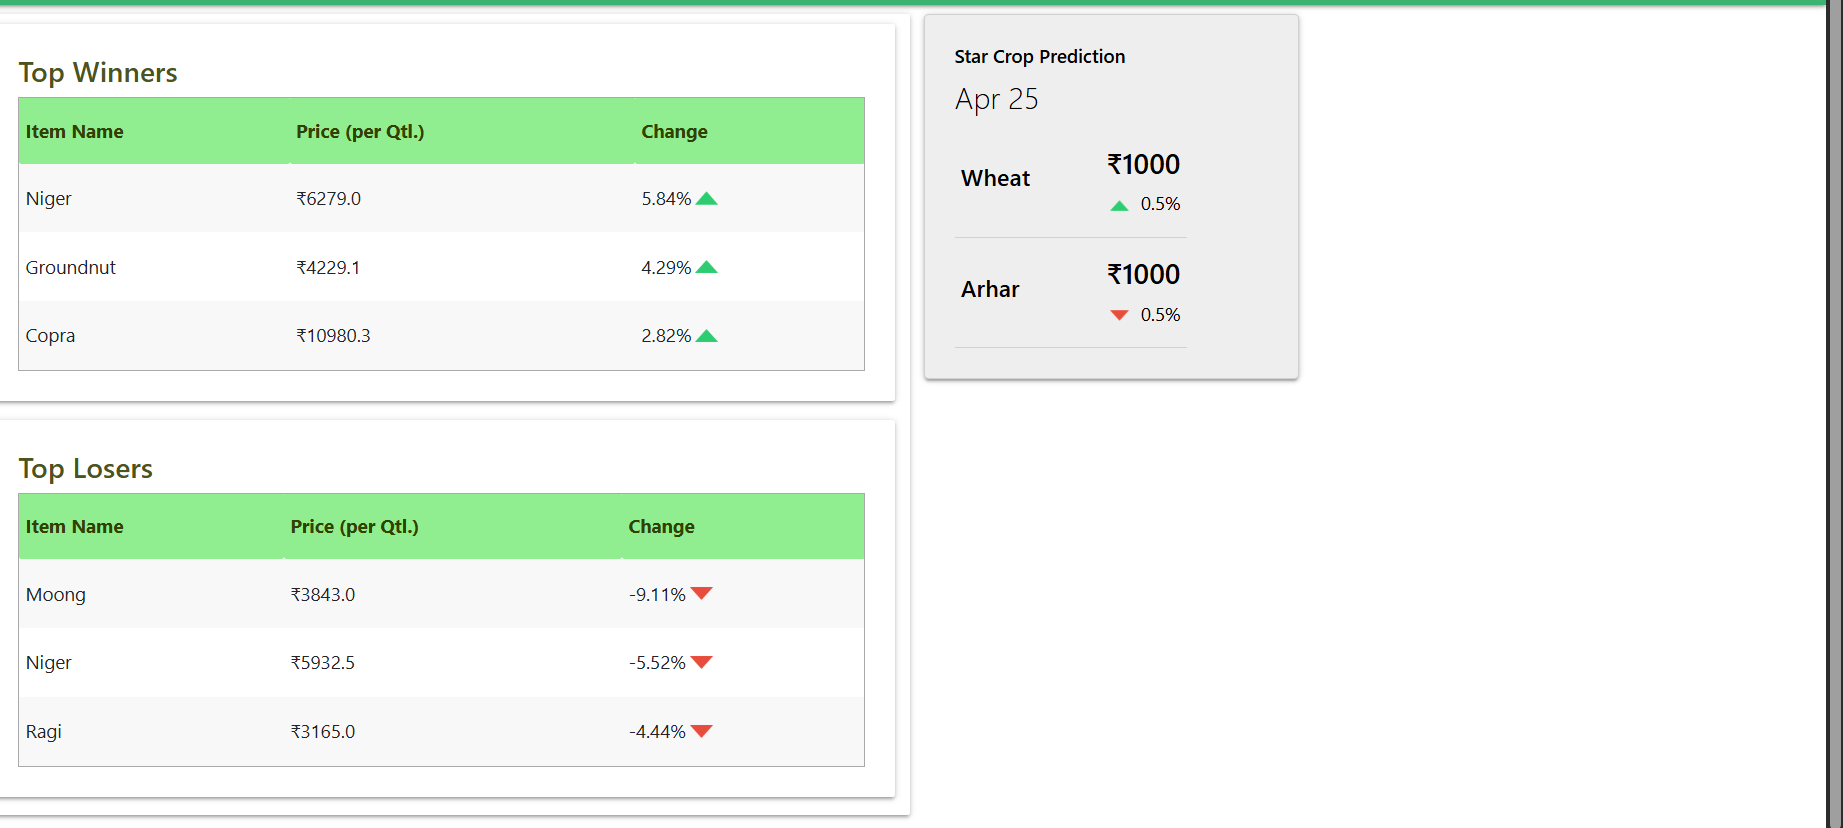 Top Winners
Item Name Price (per Qtl.) Change
Niger ₹6279.0 5.84%
Groundnut ₹4229.1 4.29%
Copra ₹10980.3 2.82%
Top Losers
Item Name Price (per Qtl.) Change
Moong ₹3843.0 -9.11%
Niger ₹5932.5 -5.52%
Ragi ₹3165.0 -4.44%
Star Crop Prediction
Apr 25
Wheat ₹1000
0.5%
Arhar ₹1000
0.5%